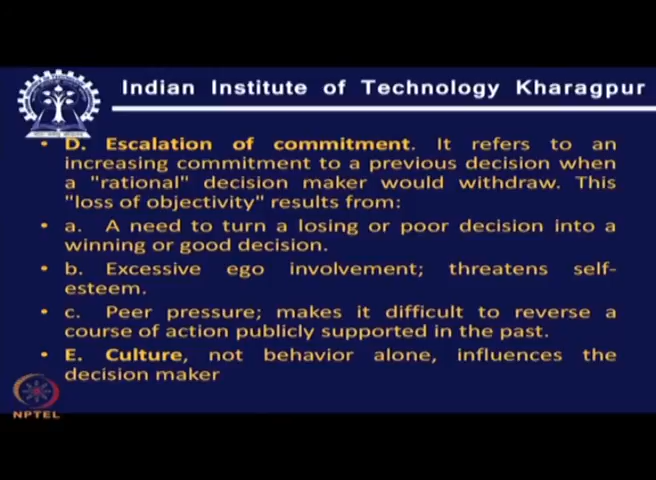 Indian Institute of Technology Kharagpur
• D. Escalation of commitment. It refers to an
increasing commitment to a previous decision when
a "rational" decision maker would withdraw. This
"loss of objectivity" results from:
• a. A need to turn a losing or poor decision into a
winning or good decision.
• b. Excessive ego involvement; threatens self-
esteem.
• c. Peer pressure; makes it difficult to reverse a
course of action publicly supported in the past.
• E. Culture, not behavior alone, influences the
decision maker
NPTEL